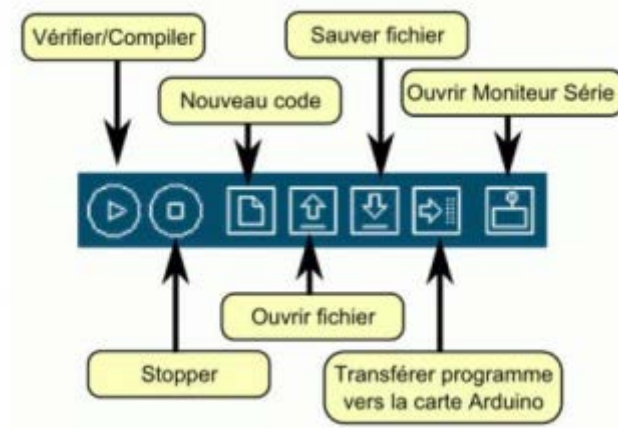 Vérifier/Compiler
Sauver fichier
Nouveau code
Ouvrir Moniteur Série
Ouvrir fichier
Stopper
Transférer programme
vers la carte Arduino